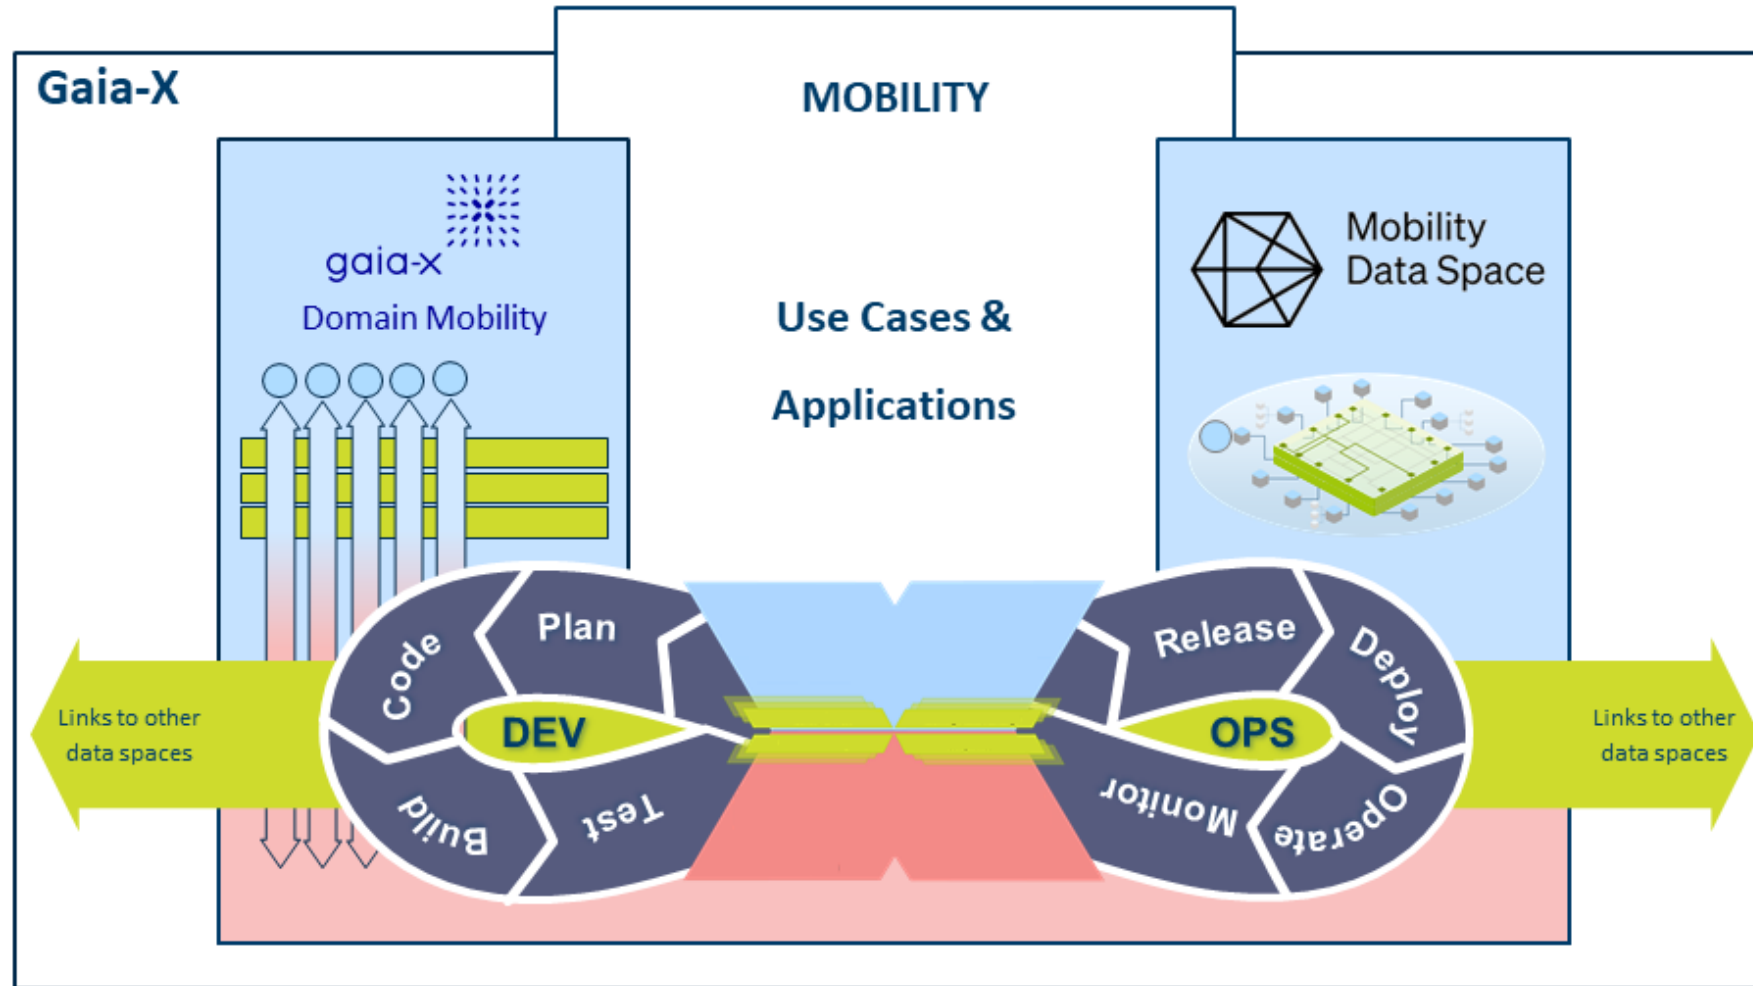 Gaia-X
MOBILITY
gaia-x
Domain Mobility
Use Cases &
Applications
Mobility
Data Space
Plan
Code
Build
Test
DEV
Release
Deploy
Operate
Monitor
OPS
Links to other
data spaces
Links to other
data spaces